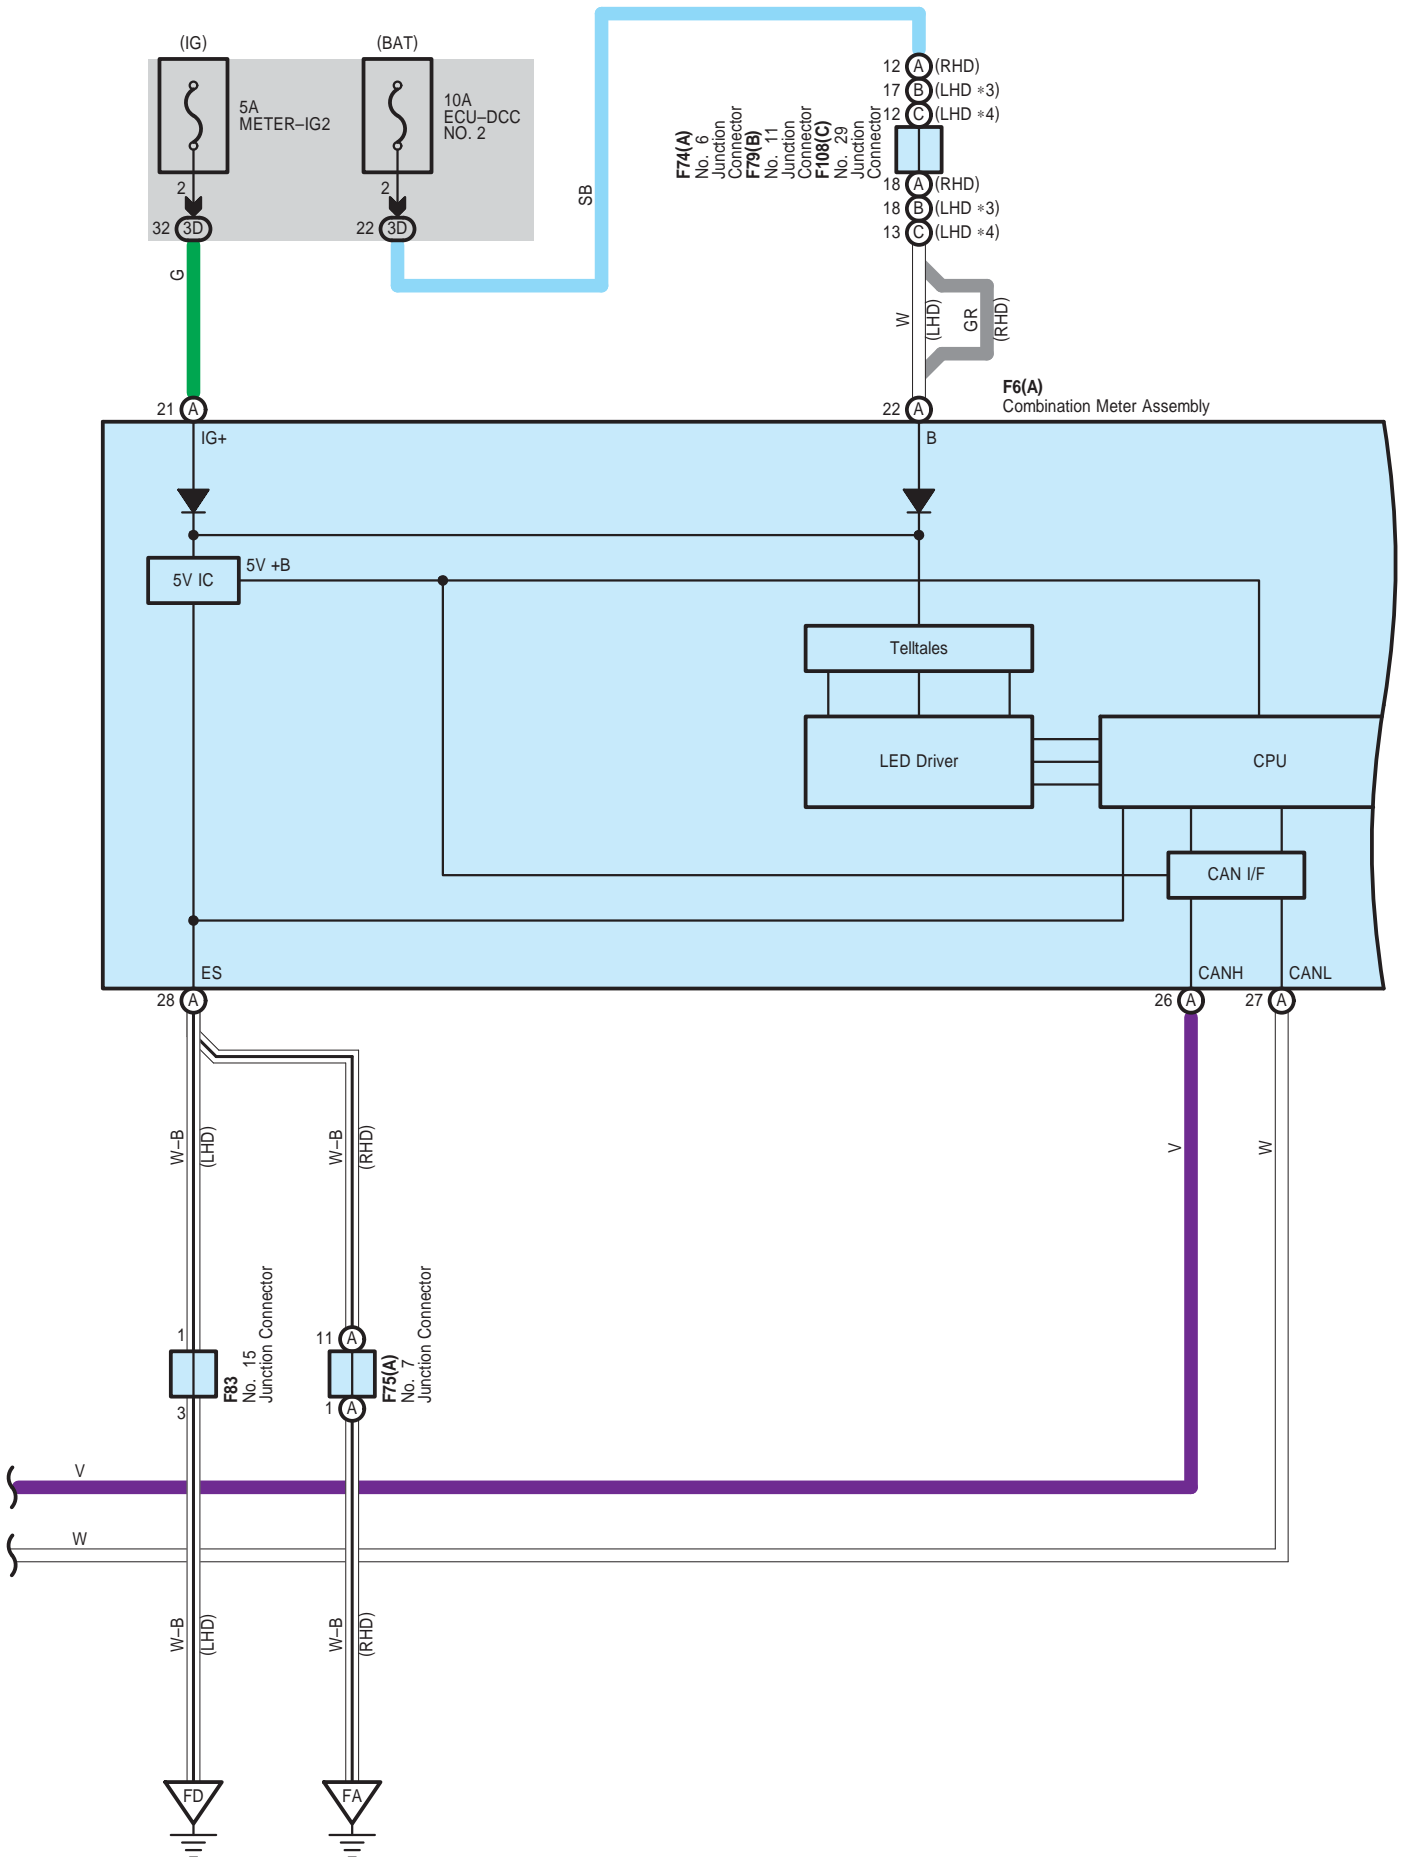 (IG)
(BAT)
5A
METER–IG2
10A
ECU–DCC
NO. 2
2
2
32 3D
22 3D
G
SB
12 A (RHD)
17 B (LHD *3)
12 C (LHD *4)
F74(A)
No. 6
Junction
Connector
F79(B)
No. 11
Junction
Connector
F108(C)
No. 29
Junction
Connector
18 A (RHD)
18 B (LHD *3)
13 C (LHD *4)
W
(LHD)
GR
(RHD)
F6(A)
Combination Meter Assembly
21 A
22 A
IG+
B
5V IC
5V +B
Telltales
LED Driver
CPU
CAN I/F
ES
CANH
CANL
28 A
26 A
27 A
W–B
(LHD)
W–B
(RHD)
V
W
1
11 A
F83
No. 15
Junction Connector
F75(A)
No. 7
Junction Connector
3
1 A
V
W
W–B
(LHD)
W–B
(RHD)
FD
FA